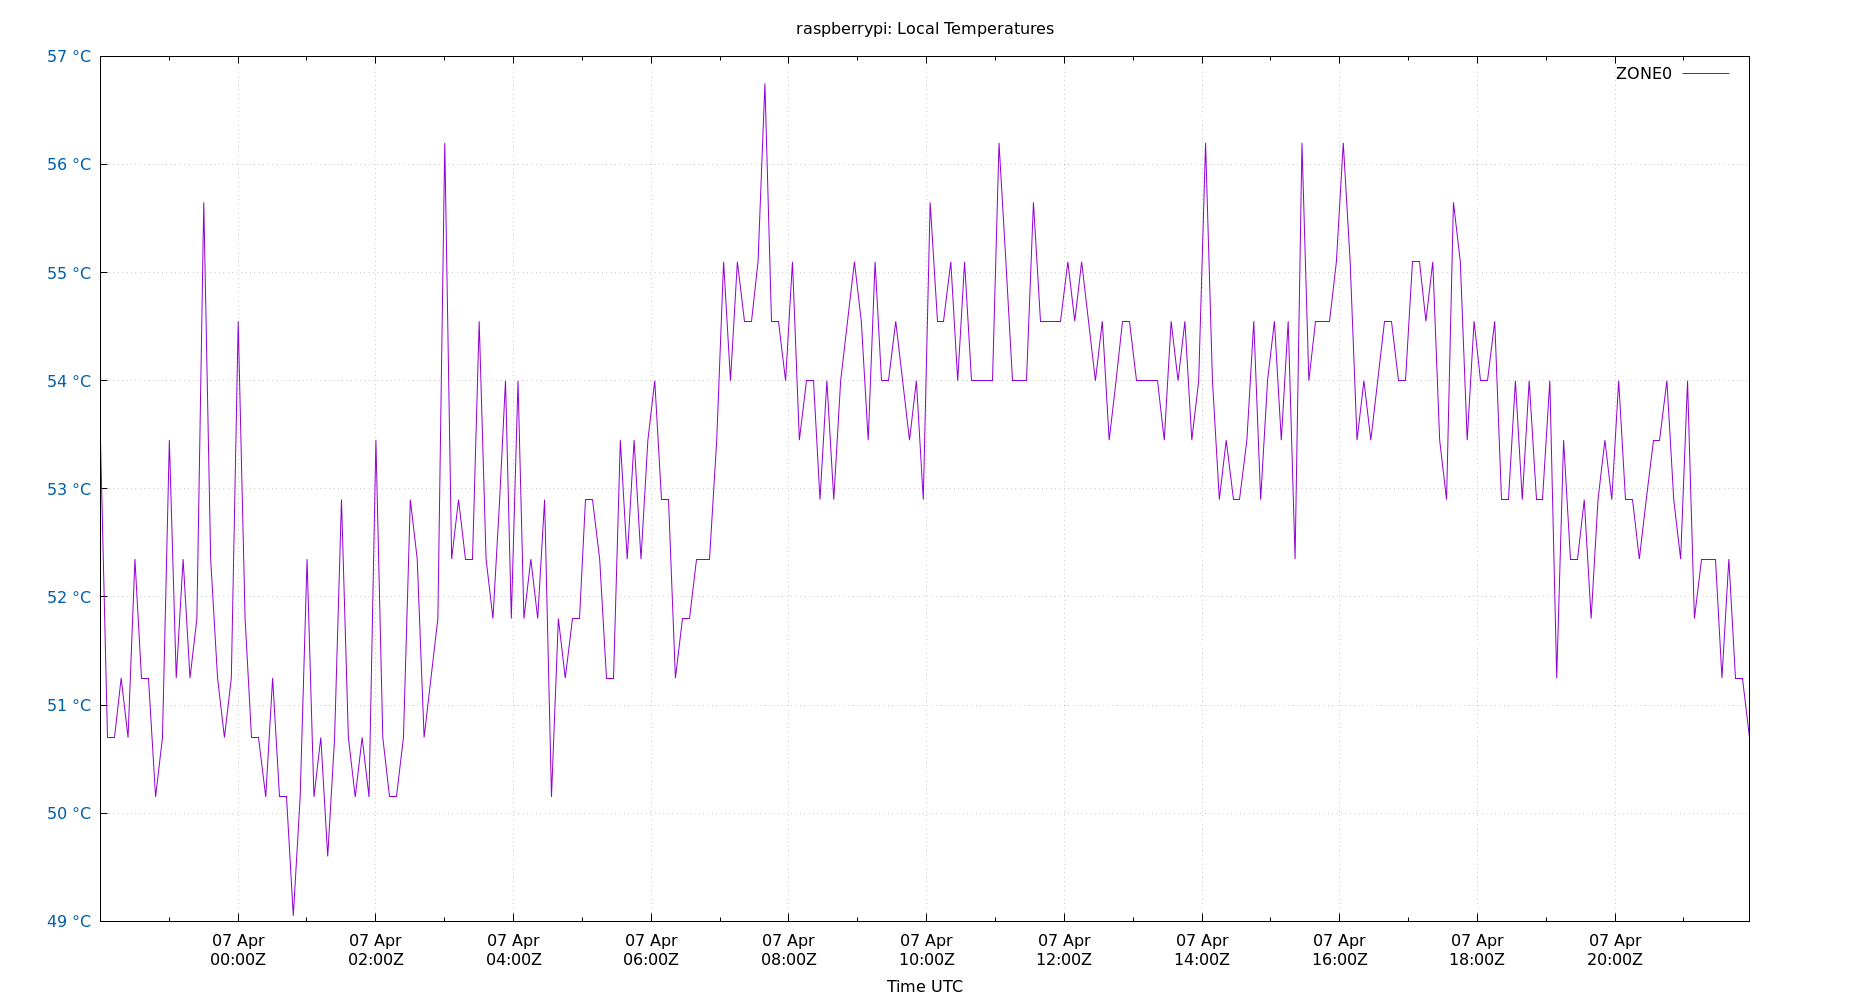 raspberrypi: Local Temperatures
57 °C
ZONE0
56 °C
55 °C
54 °C
53 °C
52 °C
51 °C
50 °C
49 °C
07 Apr 07 Apr 07 Apr 07 Apr 07 Apr 07 Apr 07 Apr 07 Apr 07 Apr 07 Apr 07 Apr
00:00Z 02:00Z 04:00Z 06:00Z 08:00Z 10:00Z 12:00Z 14:00Z 16:00Z 18:00Z 20:00Z
Time UTC